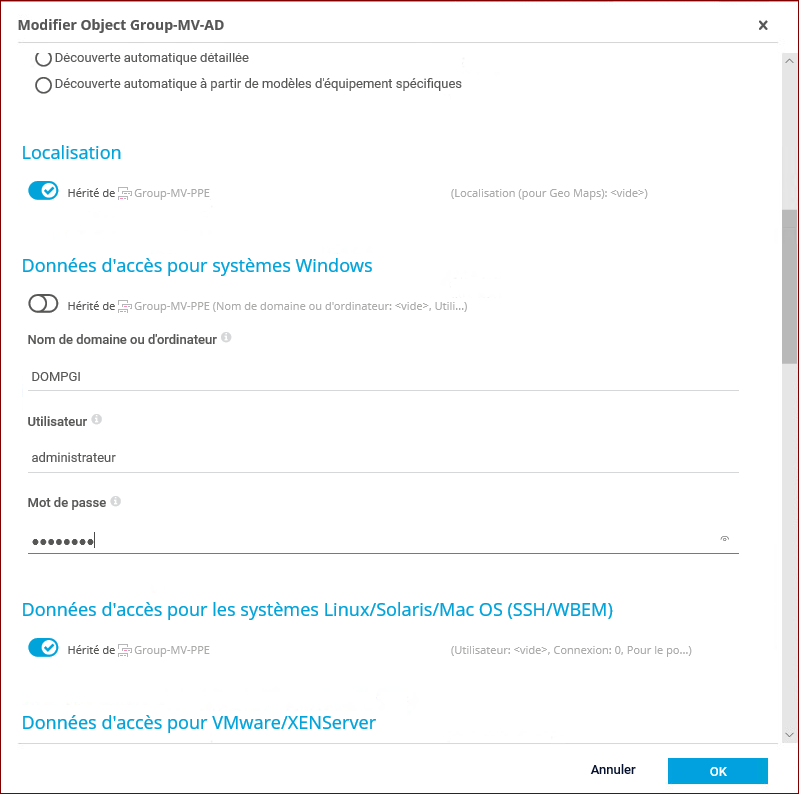 Modifier Object Group-MV-AD
Découverte automatique détaillée
Découverte automatique à partir de modèles d'équipement spécifiques
Localisation
Hérité de Group-MV-PPE (Localisation (pour Geo Maps): <vide>)
Données d'accès pour systèmes Windows
Hérité de Group-MV-PPE (Nom de domaine ou d'ordinateur: <vide>, Utili...)
Nom de domaine ou d'ordinateur
DOMPGI
Utilisateur
administrateur
Mot de passe
••••••••
Données d'accès pour les systèmes Linux/Solaris/Mac OS (SSH/WBEM)
Hérité de Group-MV-PPE (Utilisateur: <vide>, Connexion: 0, Pour le po...)
Données d'accès pour VMware/XENServer
Annuler OK